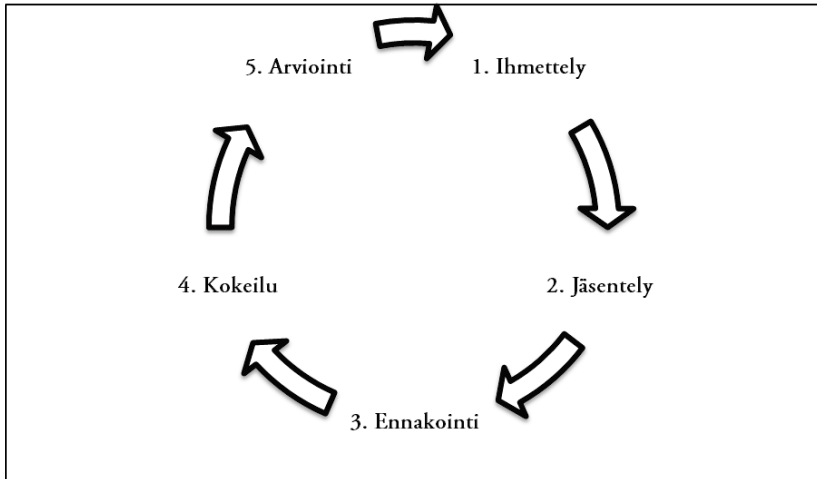 5. Arviointi
1. Ihmettely
4. Kokeilu
2. Jäsentely
3. Ennakointi